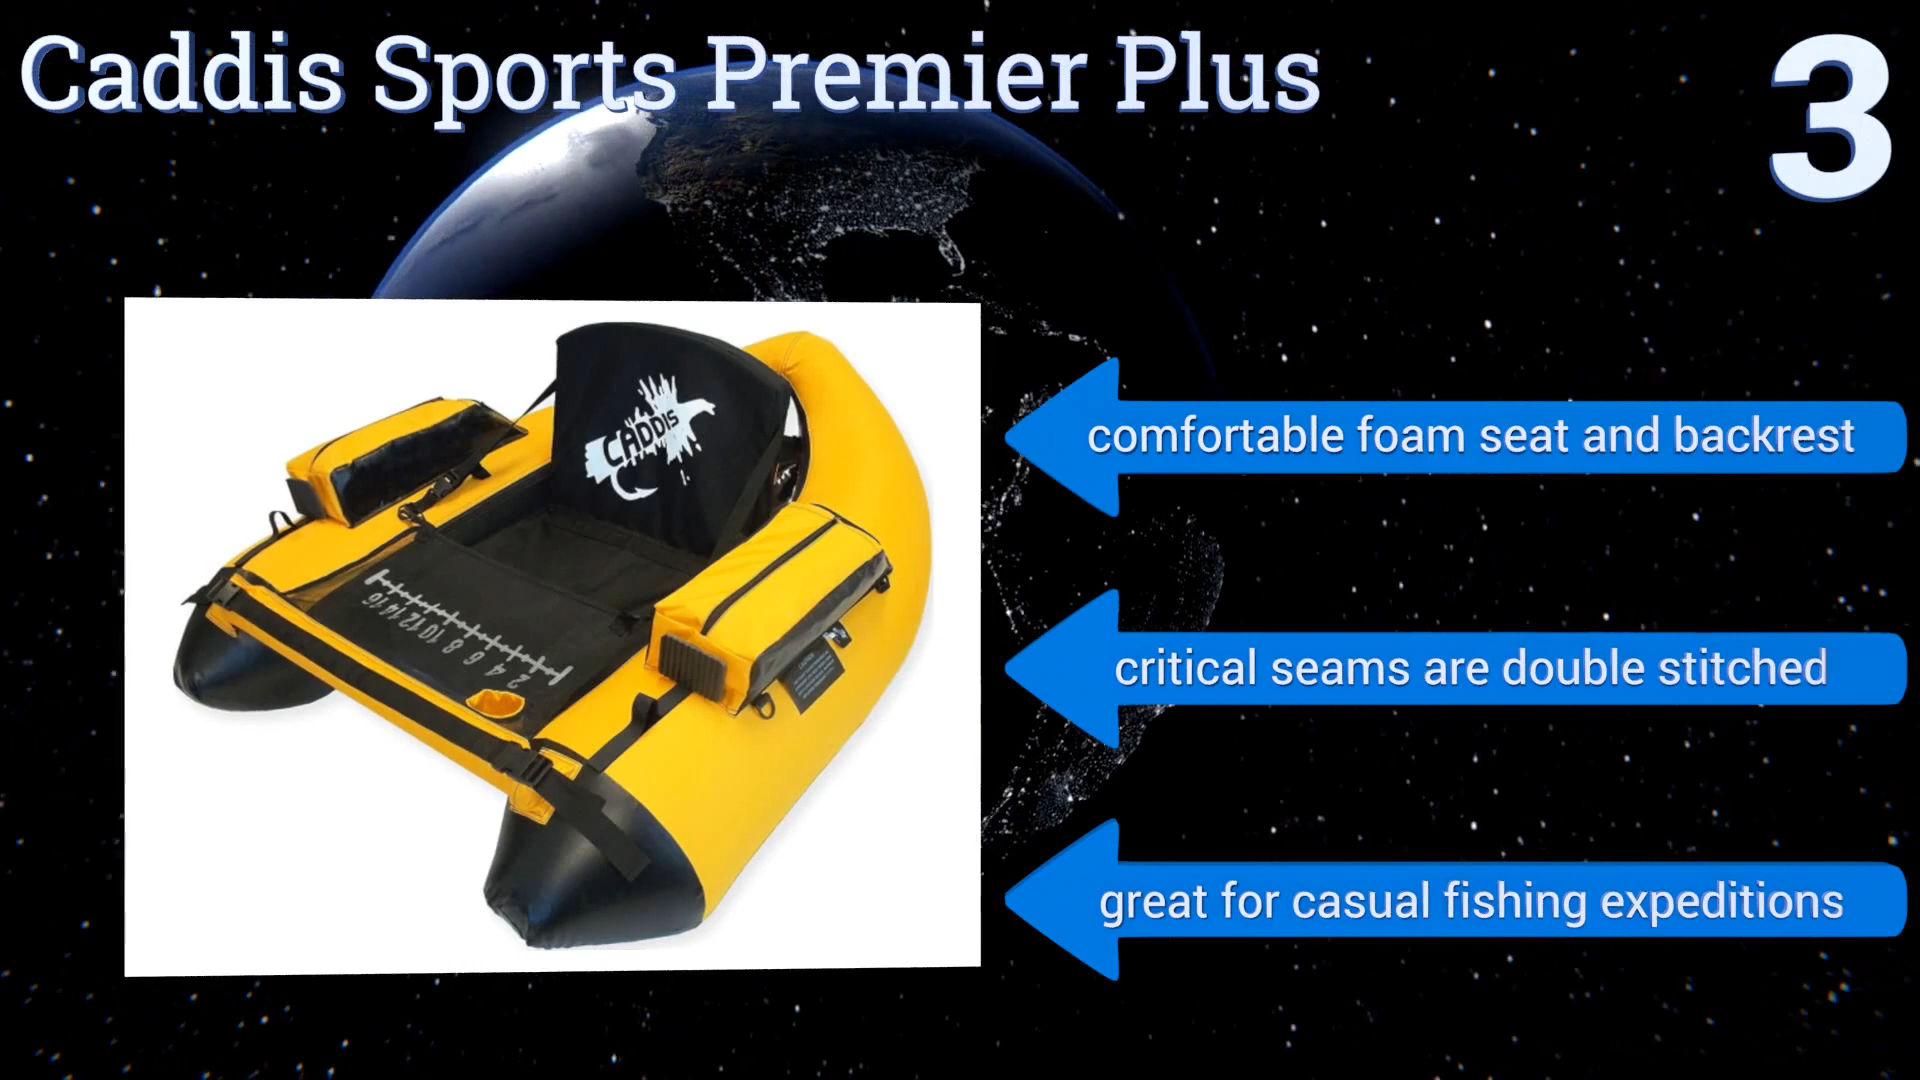 Caddis Sports Premier Plus
3
CADDIS
16 14 12 10 8 6 4 2
comfortable foam seat and backrest
critical seams are double stitched
great for casual fishing expeditions